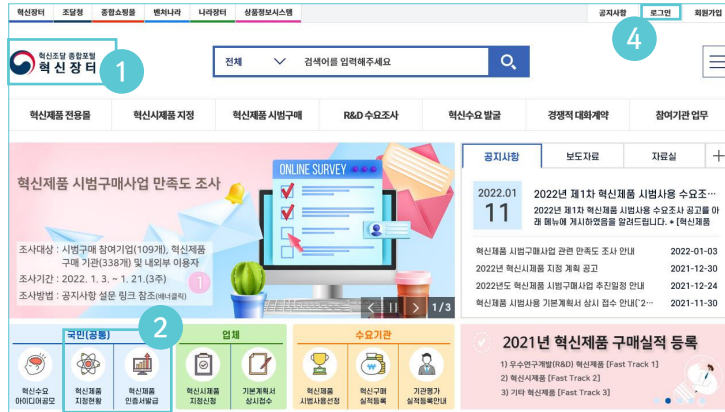 혁신장터 조달청 종합쇼핑몰 벤처나라 나라장터 상품정보시스템 공지사항 로그인 회원가입
4
혁신조달 종합포털
혁신장터
1
전체 검색어를 입력해주세요
혁신제품 전용몰 혁신시제품 지정 혁신제품 시범구매 R&D 수요조사 혁신수요 발굴 경쟁적 대화계약 참여기관 업무
ONLINE SURVEY
혁신제품 시범구매사업 만족도 조사
조사대상 : 시범구매 참여기업(109개), 혁신제품
구매 기관(338개) 및 내외부 이용자
조사기간 : 2022. 1. 3. ~ 1. 21.(3주)
1
조사방법 : 공지사항 설문 링크 참조(배너클릭)
1/3
공지사항 보도자료 자료실 +
2022.01
11
2022년 제1차 혁신제품 시범사용 수요조…
2022년 제1차 혁신제품 시범사용 수요조사 공고를 아
래 메뉴에 게시하였음을 알려드립니다. * [혁신제품
혁신제품 시범구매사업 관련 만족도 조사 안내 2022-01-03
2022년 혁신시제품 지정 계획 공고 2021-12-30
2022년도 혁신제품 시범구매사업 추진일정 안내 2021-12-24
혁신제품 시범사용 기본계획서 상시 접수 안내(`2… 2021-11-30
국민(공통)
2
혁신수요
아이디어공모
혁신제품
지정현황
혁신제품
인증서발급
업체
혁신시제품
지정신청
기본계획서
상시접수
수요기관
혁신제품
시범사용선정
혁신구매
실적등록
기관평가
실적등록안내
2021년 혁신제품 구매실적 등록
1) 우수연구개발(R&D) 혁신제품 [Fast Track 1]
2) 혁신시제품 [Fast Track 2]
3) 기타 혁신제품 [Fast Track 3]